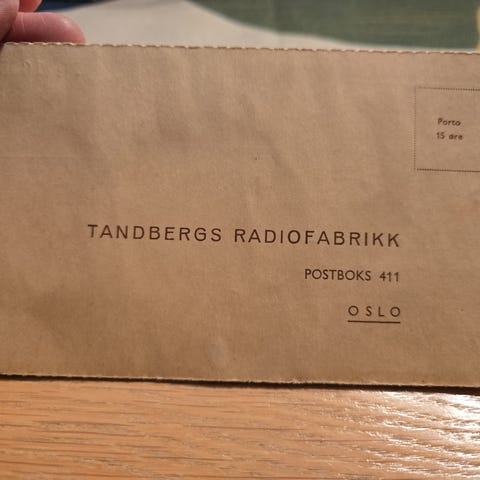 Porto
15 øre
TANDBERGS RADIOFABRIKK
POSTBOKS 411
OSLO